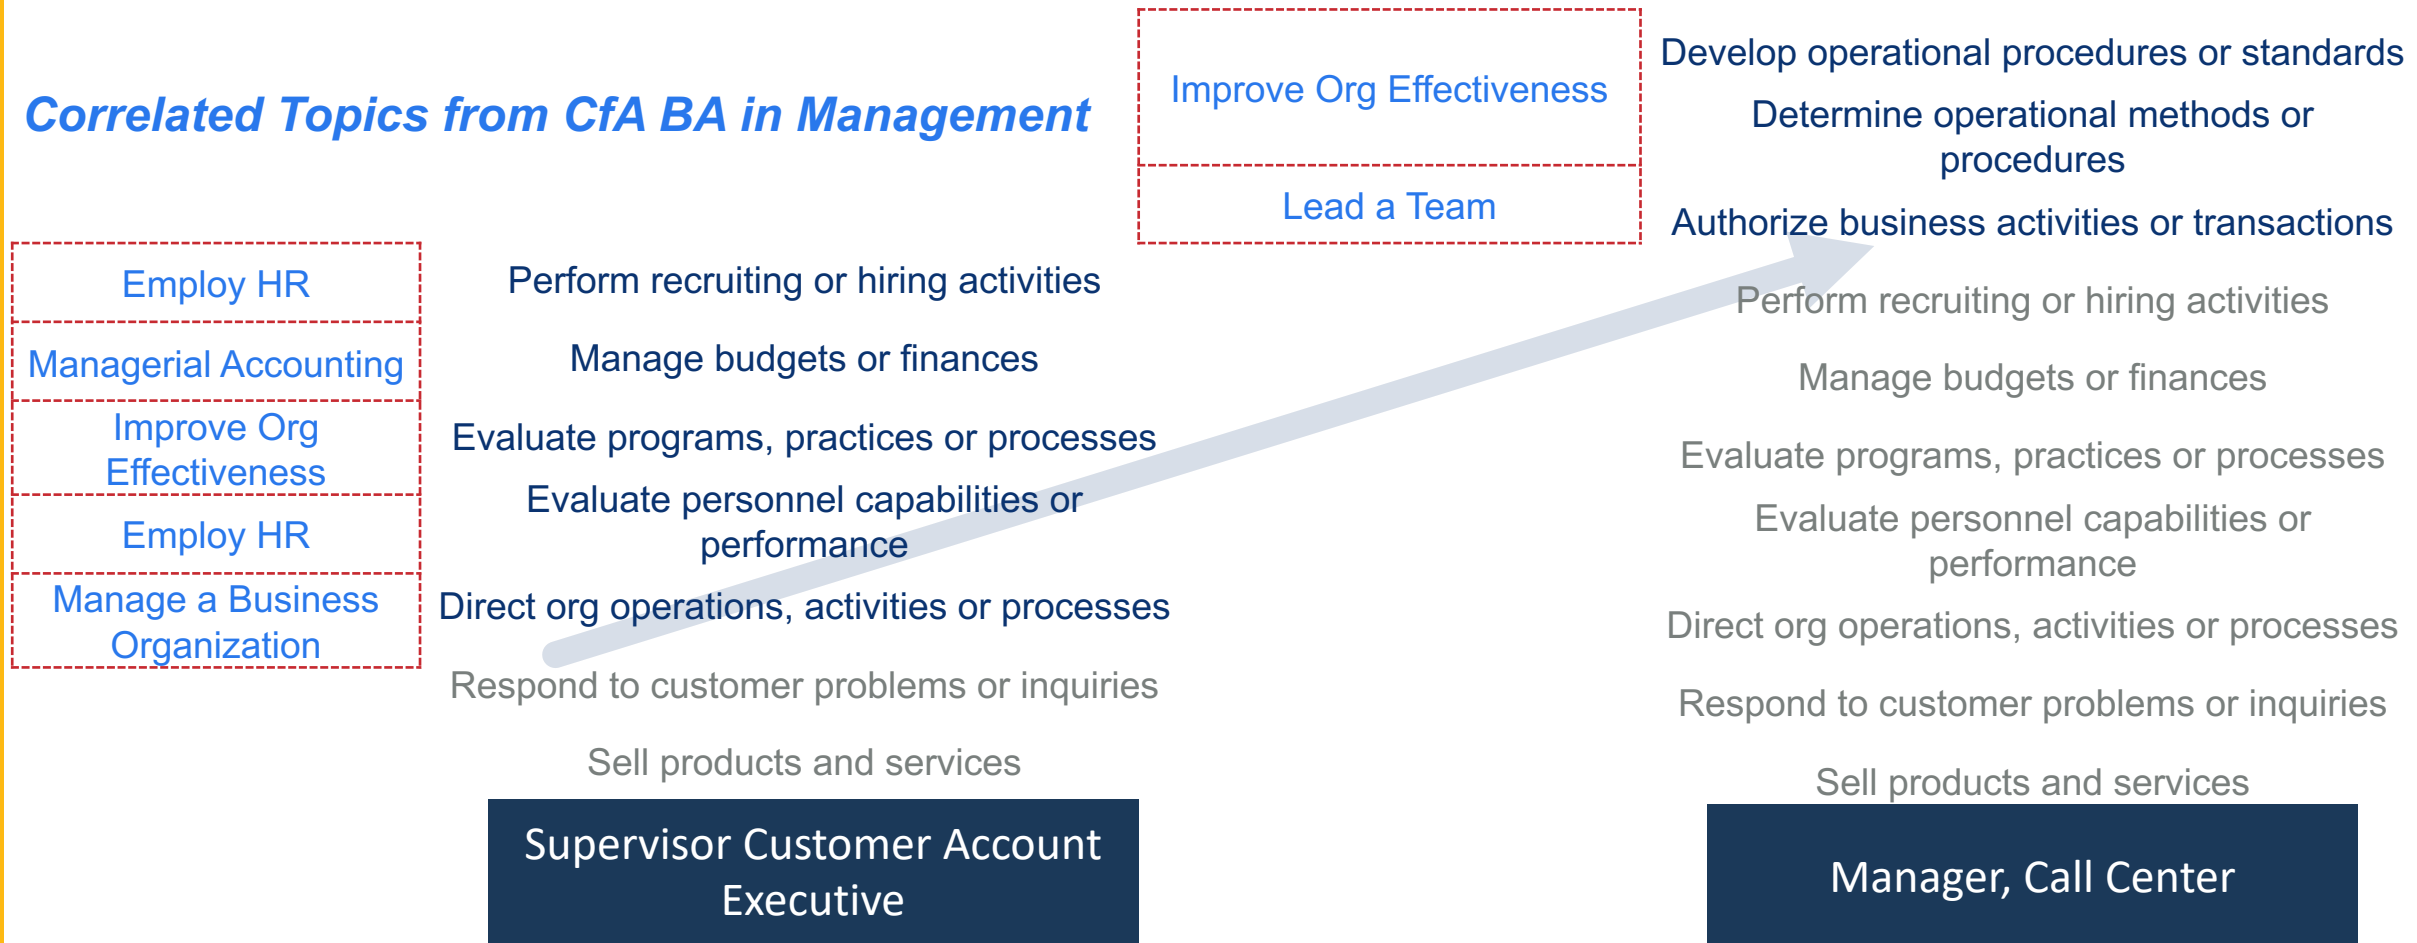 Correlated Topics from CfA BA in Management
Employ HR
Managerial Accounting
Improve Org
Effectiveness
Employ HR
Manage a Business
Organization
Perform recruiting or hiring activities
Manage budgets or finances
Evaluate programs, practices or processes
Evaluate personnel capabilities or
performance
Direct org operations, activities or processes
Respond to customer problems or inquiries
Sell products and services
Supervisor Customer Account
Executive
Improve Org Effectiveness
Lead a Team
Develop operational procedures or standards
Determine operational methods or
procedures
Authorize business activities or transactions
Perform recruiting or hiring activities
Manage budgets or finances
Evaluate programs, practices or processes
Evaluate personnel capabilities or
performance
Direct org operations, activities or processes
Respond to customer problems or inquiries
Sell products and services
Manager, Call Center